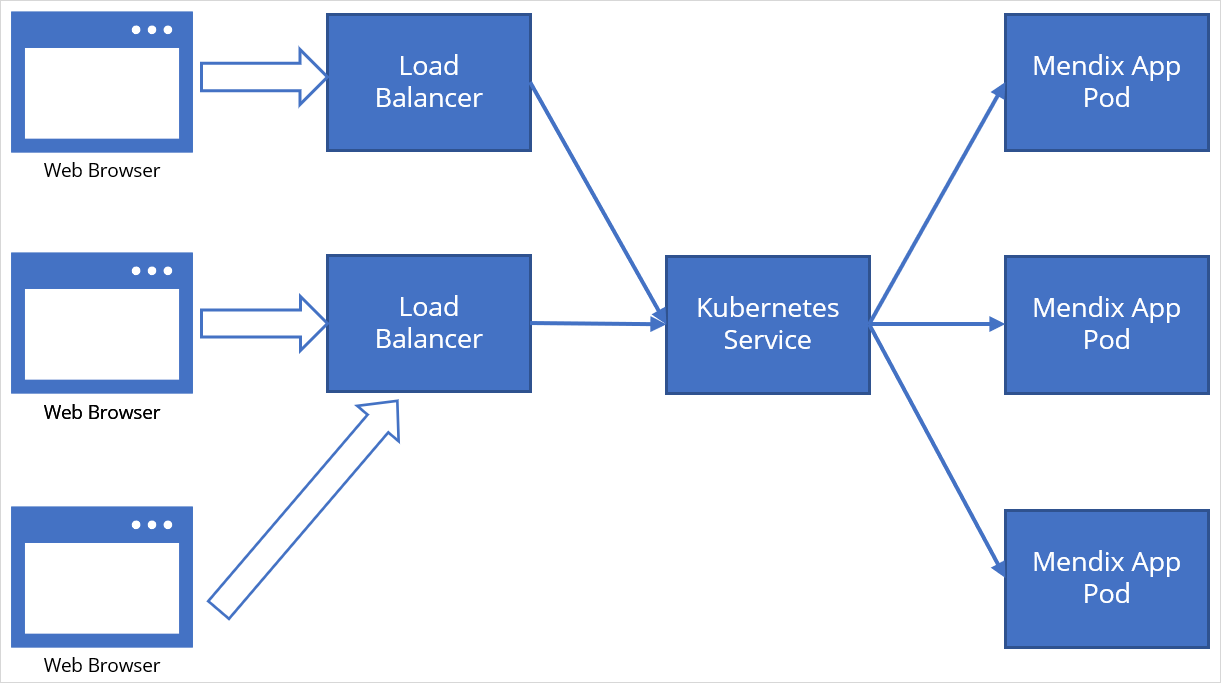 Load
Balancer
Mendix App
Pod
Web Browser
Load
Balancer
Kubernetes
Service
Mendix App
Pod
Web Browser
Mendix App
Pod
Web Browser